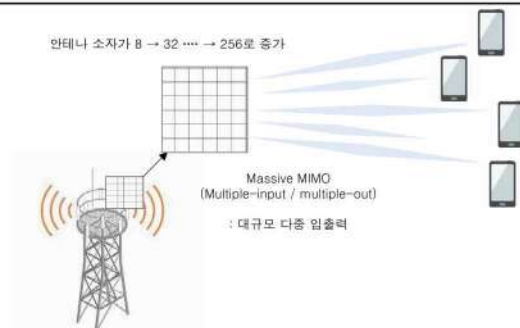 안테나 소자가 8 → 32 ···· → 256로 증가
Massive MIMO
(Multiple-input / multiple-out)
: 대규모 다중 입출력